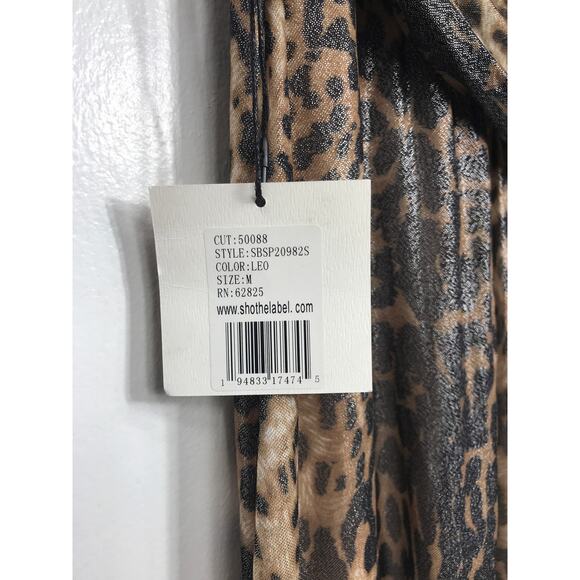 CUT:50088
STYLE:SBSP20982S
COLOR:LEO
SIZE:M
RN:62825
www.shothelabel.com
1 94833 17474 5